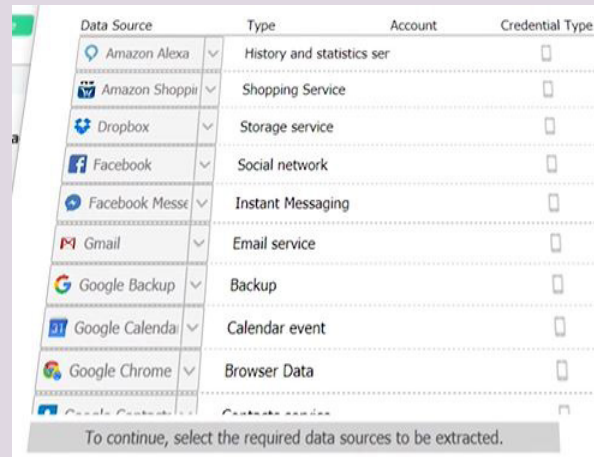 Data Source Type Account Credential Type
Amazon Alexa History and statistics ser
Amazon Shoppin Shopping Service
Dropbox Storage service
Facebook Social network
Facebook Messe Instant Messaging
Gmail Email service
Google Backup Backup
31 Google Calenda Calendar event
Google Chrome Browser Data
To continue, select the required data sources to be extracted.